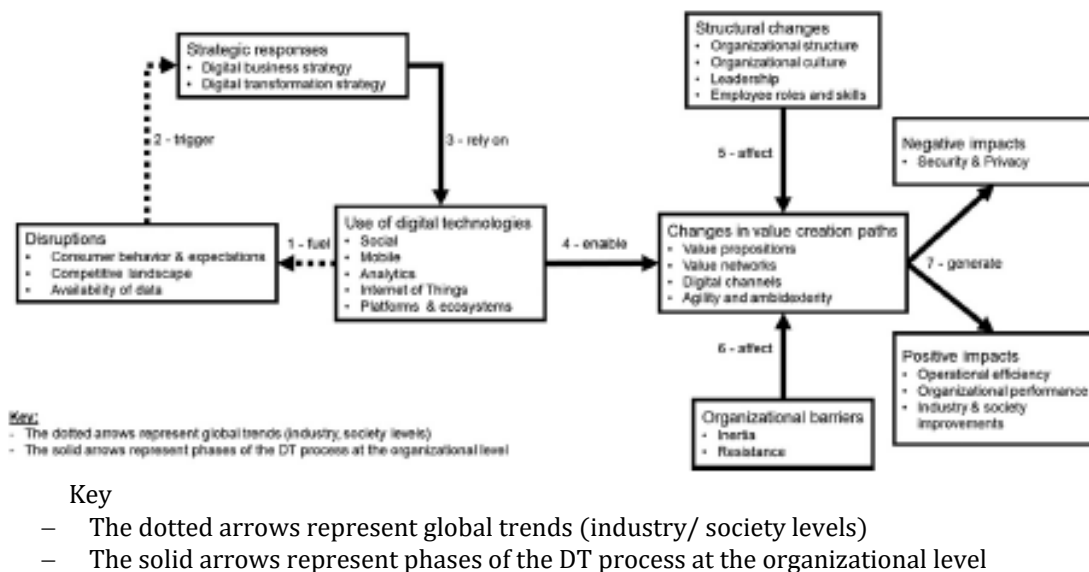 Strategic responses
• Digital business strategy
• Digital transformation strategy
Structural changes
• Organizational structure
• Organizational culture
• Leadership
• Employee roles and skills
2 - trigger
3 - rely on
5 - affect
Negative impacts
• Security & Privacy
Disruptions
• Consumer behavior & expectations
• Competitive landscape
• Availability of data
1 - fuel
Use of digital technologies
• Social
• Mobile
• Analytics
• Internet of Things
• Platforms & ecosystems
4 - enable
Changes in value creation paths
• Value propositions
• Value networks
• Digital channels
• Agility and ambidexterity
7 - generate
6 - affect
Positive impacts
• Operational efficiency
• Organizational performance
• Industry & society
improvements
Organizational barriers
• Inertia
• Resistance
Key:
- The dotted arrows represent global trends (industry, society levels)
- The solid arrows represent phases of the DT process at the organizational level
Key
– The dotted arrows represent global trends (industry/ society levels)
– The solid arrows represent phases of the DT process at the organizational level